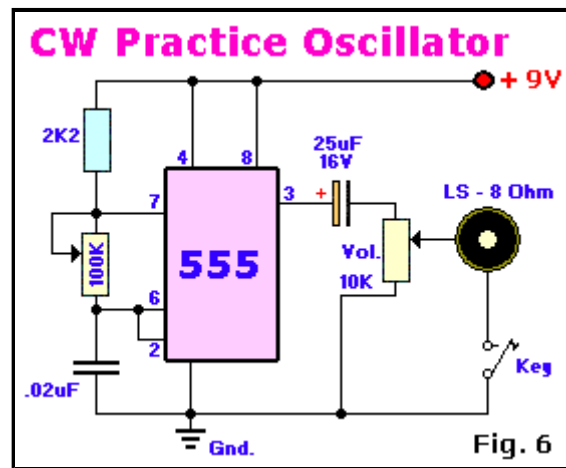 CW Practice Oscillator
+ 9V
2K2
4
8
25uF
16V
3
+
LS - 8 Ohm
7
555
100K
Vol.
10K
6
2
.02uF
Key
Gnd.
Fig. 6